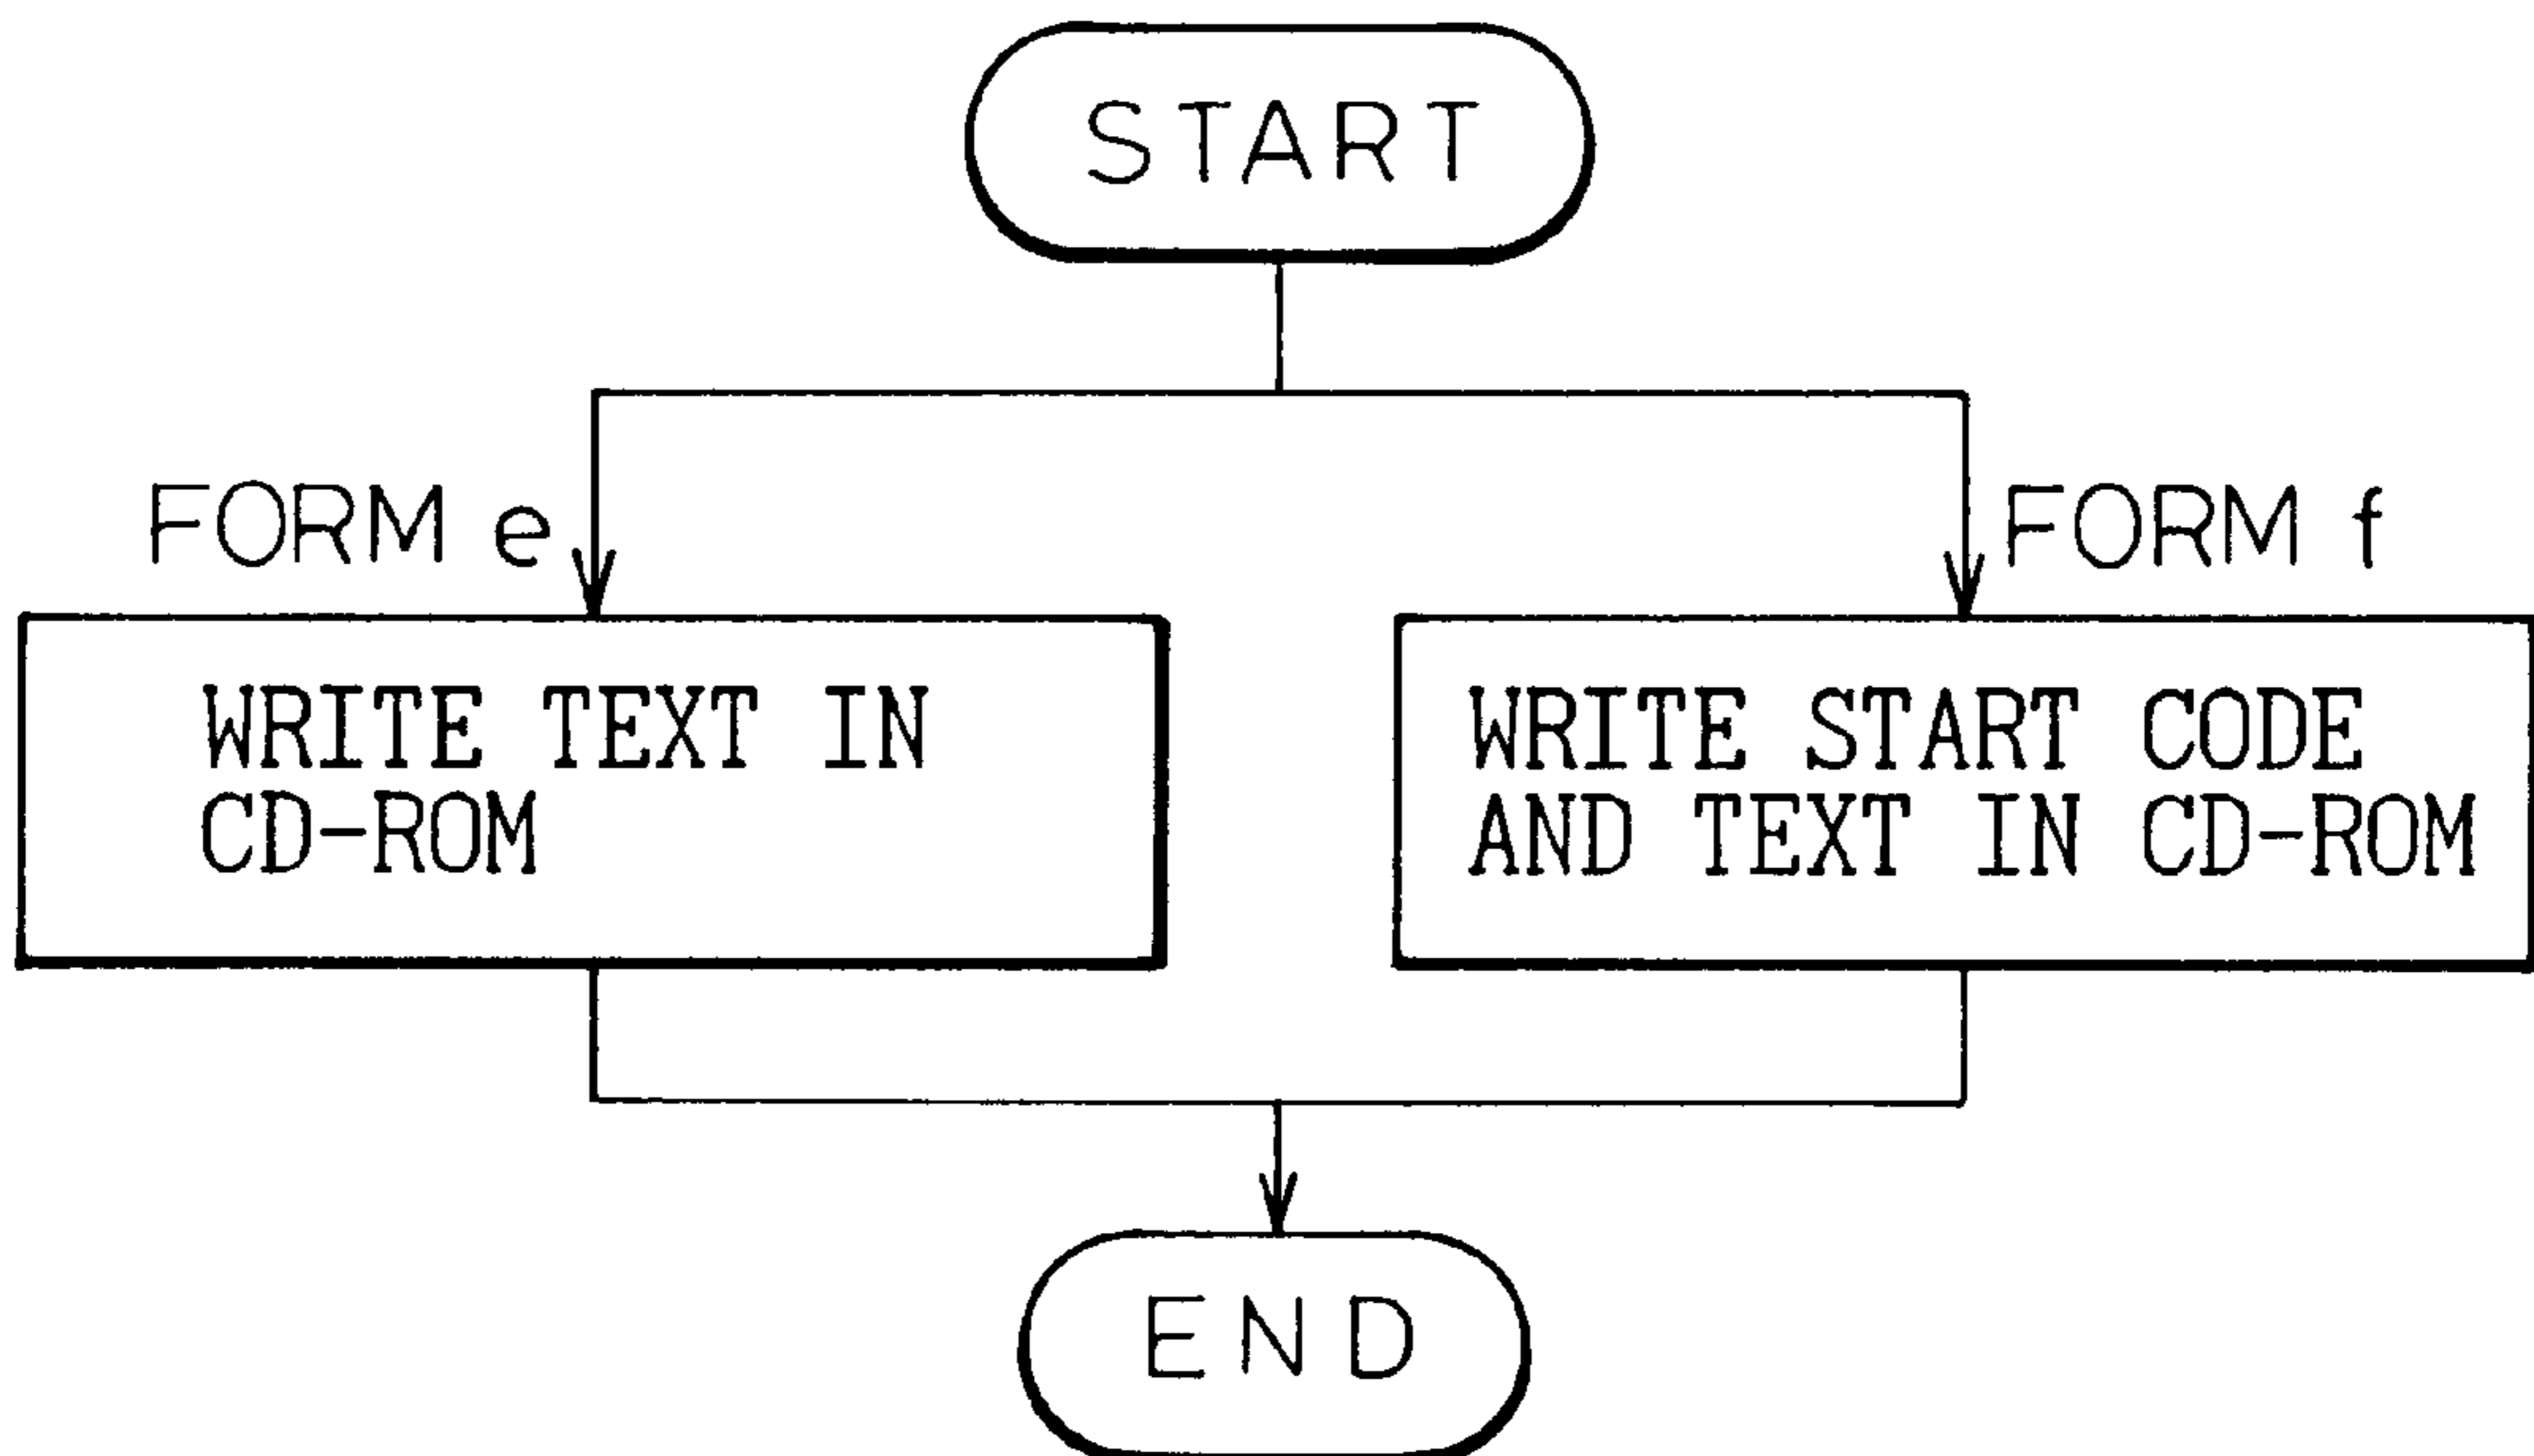 START
FORM e
FORM f
WRITE TEXT IN
CD-ROM
WRITE START CODE
AND TEXT IN CD-ROM
END